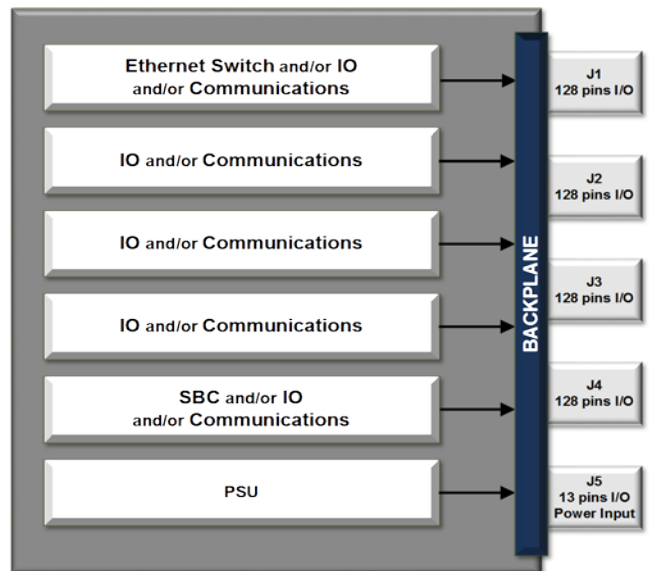 Ethernet Switch and/or IO
and/or Communications
IO and/or Communications
IO and/or Communications
IO and/or Communications
SBC and/or IO
and/or Communications
PSU
BACKPLANE
J1
128 pins I/O
J2
128 pins I/O
J3
128 pins I/O
J4
128 pins I/O
J5
13 pins I/O
Power Input